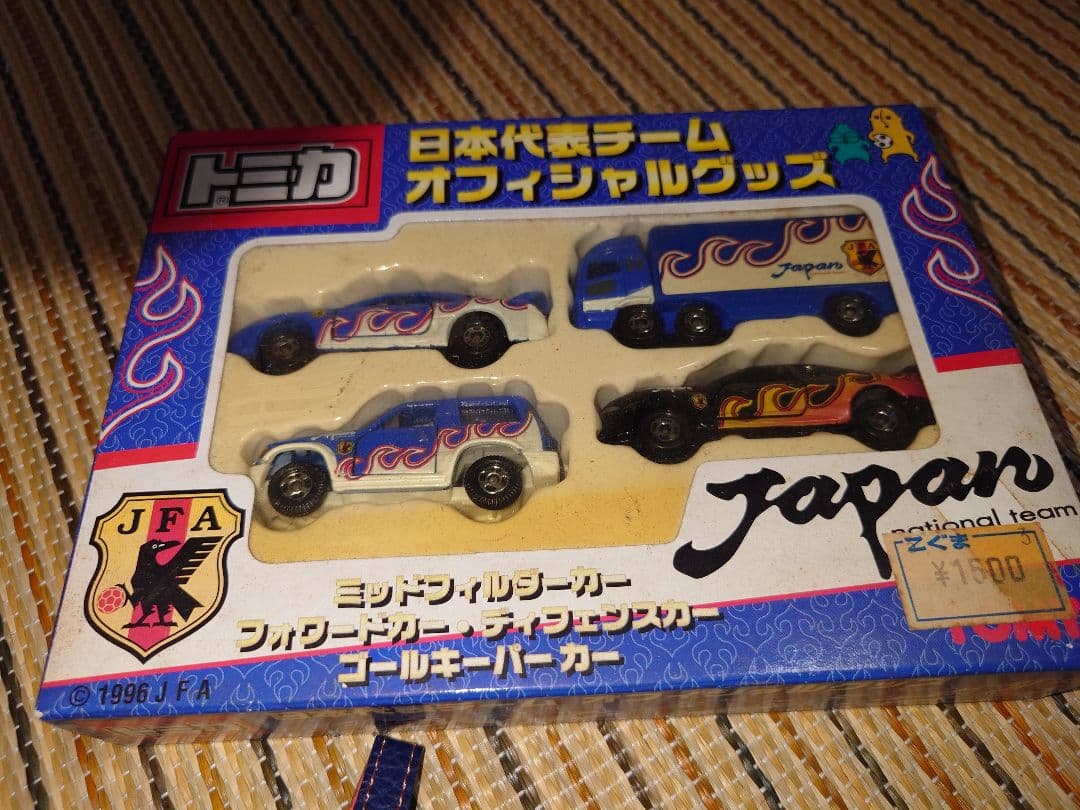 トミカ
®
日本代表チーム
オフィシャルグッズ
Japan
JFA
JFA
Japan
national team
こぐま
¥1500
ミッドフィルダーカー
フォワードカー・ディフェンスカー
ゴールキーパーカー
TOMY
© 1996 J F A